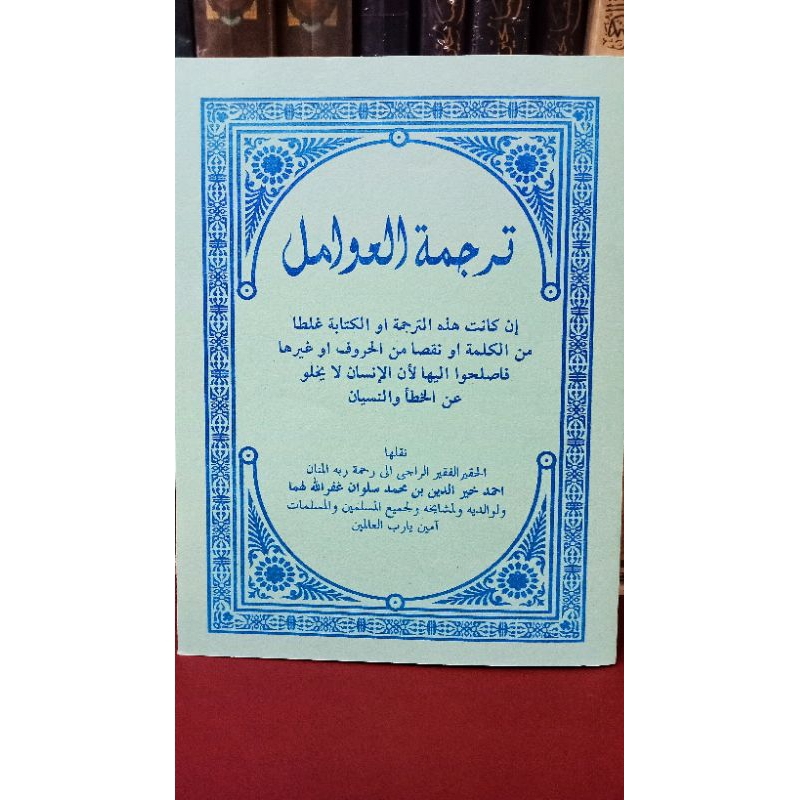 ترجمة العوامل
إن كانت هذه الترجمة او الكتابة غلطا
من الكلمة او نقصا من الحروف او غيرها
فاصلحوا اليها لأن الإنسان لا يخلو
عن الخطأ والنسيان
نقلها
الحقير الفقير الراجى الى رحمة ربه المنان
احمد خير الدين بن محمد سلوان غفرالله لهما
ولوالديه ولمشايخه ولجميع المسلمين والمسلمات
آمين يارب العالمين